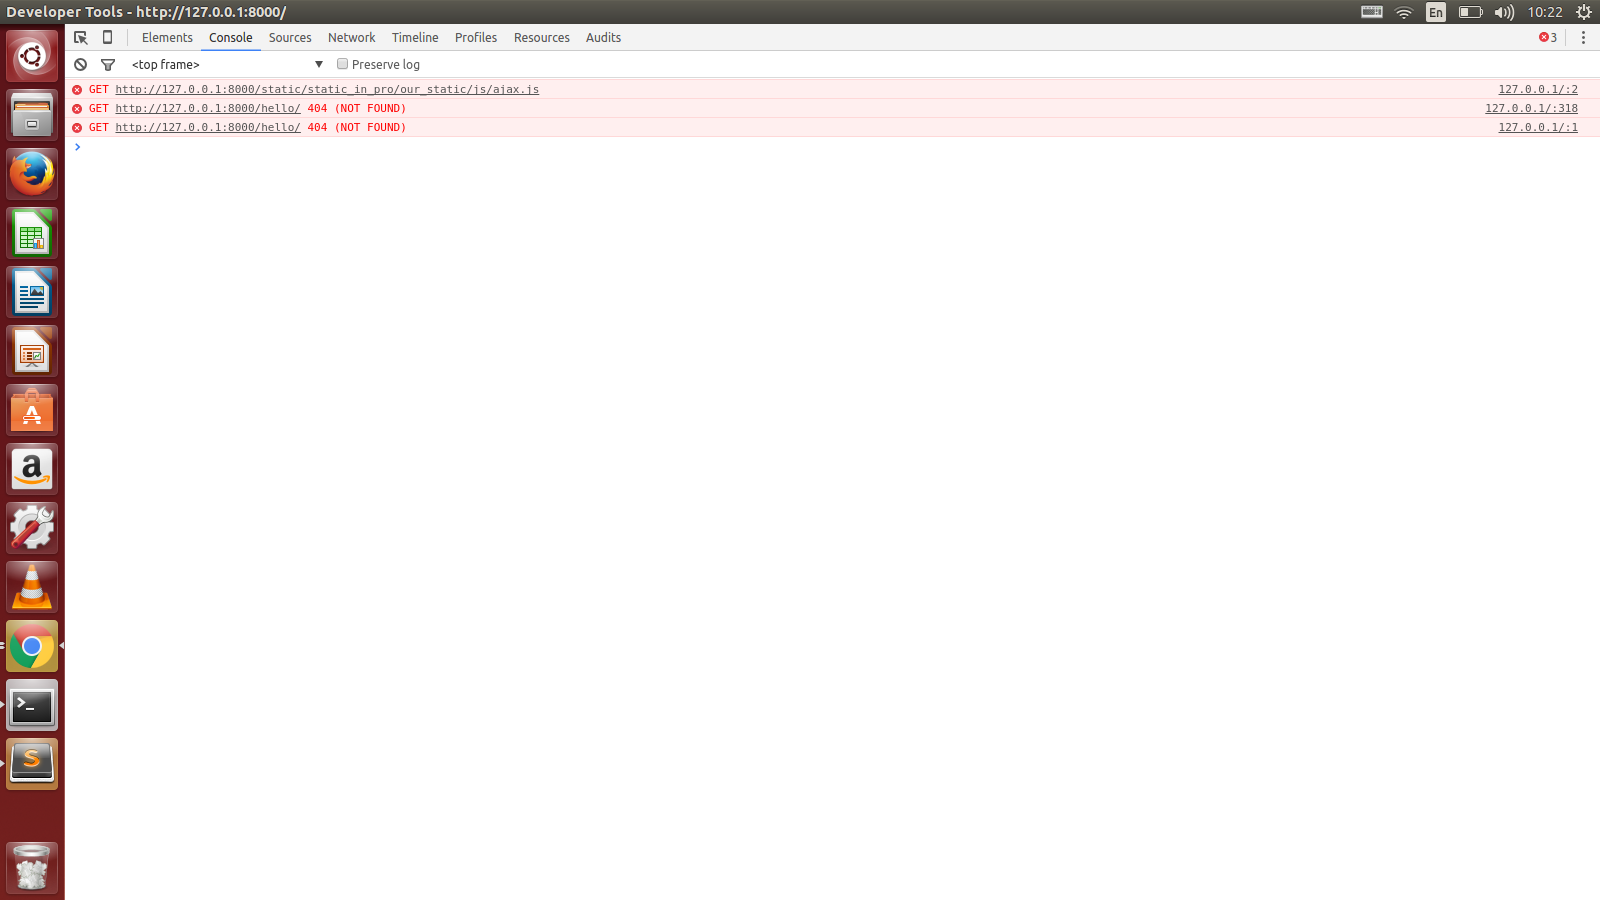 Developer Tools - http://127.0.0.1:8000/
En
10:22
Elements Console Sources Network Timeline Profiles Resources Audits
3
<top frame>
Preserve log
GET http://127.0.0.1:8000/static/static_in_pro/our_static/js/ajax.js 127.0.0.1/:2
GET http://127.0.0.1:8000/hello/ 404 (NOT FOUND) 127.0.0.1/:318
GET http://127.0.0.1:8000/hello/ 404 (NOT FOUND) 127.0.0.1/:1